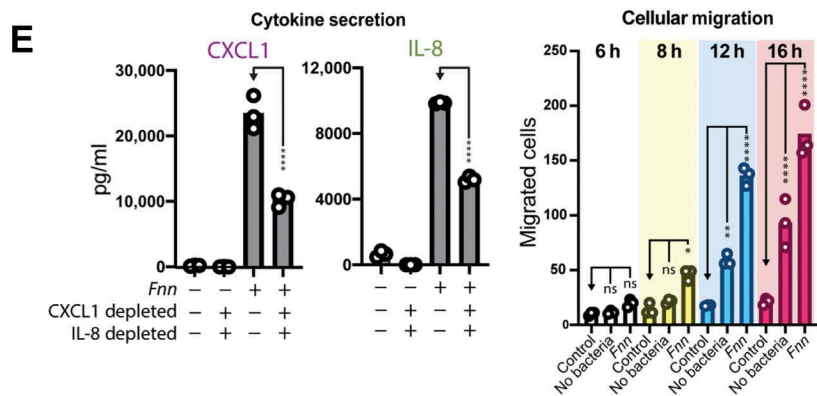 E
Cytokine secretion
CXCL1
IL-8
pg/ml
30,000
20,000
10,000
0
****
12,000
8000
4000
0
****
Fnn − − + + − − + +
CXCL1 depleted − + − + − + − +
IL-8 depleted − + − + − + − +
Cellular migration
6 h 8 h 12 h 16 h
Migrated cells
250
200
150
100
50
0
ns ns
ns *
** ****
**** ****
Control No bacteria Fnn Control No bacteria Fnn Control No bacteria Fnn Control No bacteria Fnn